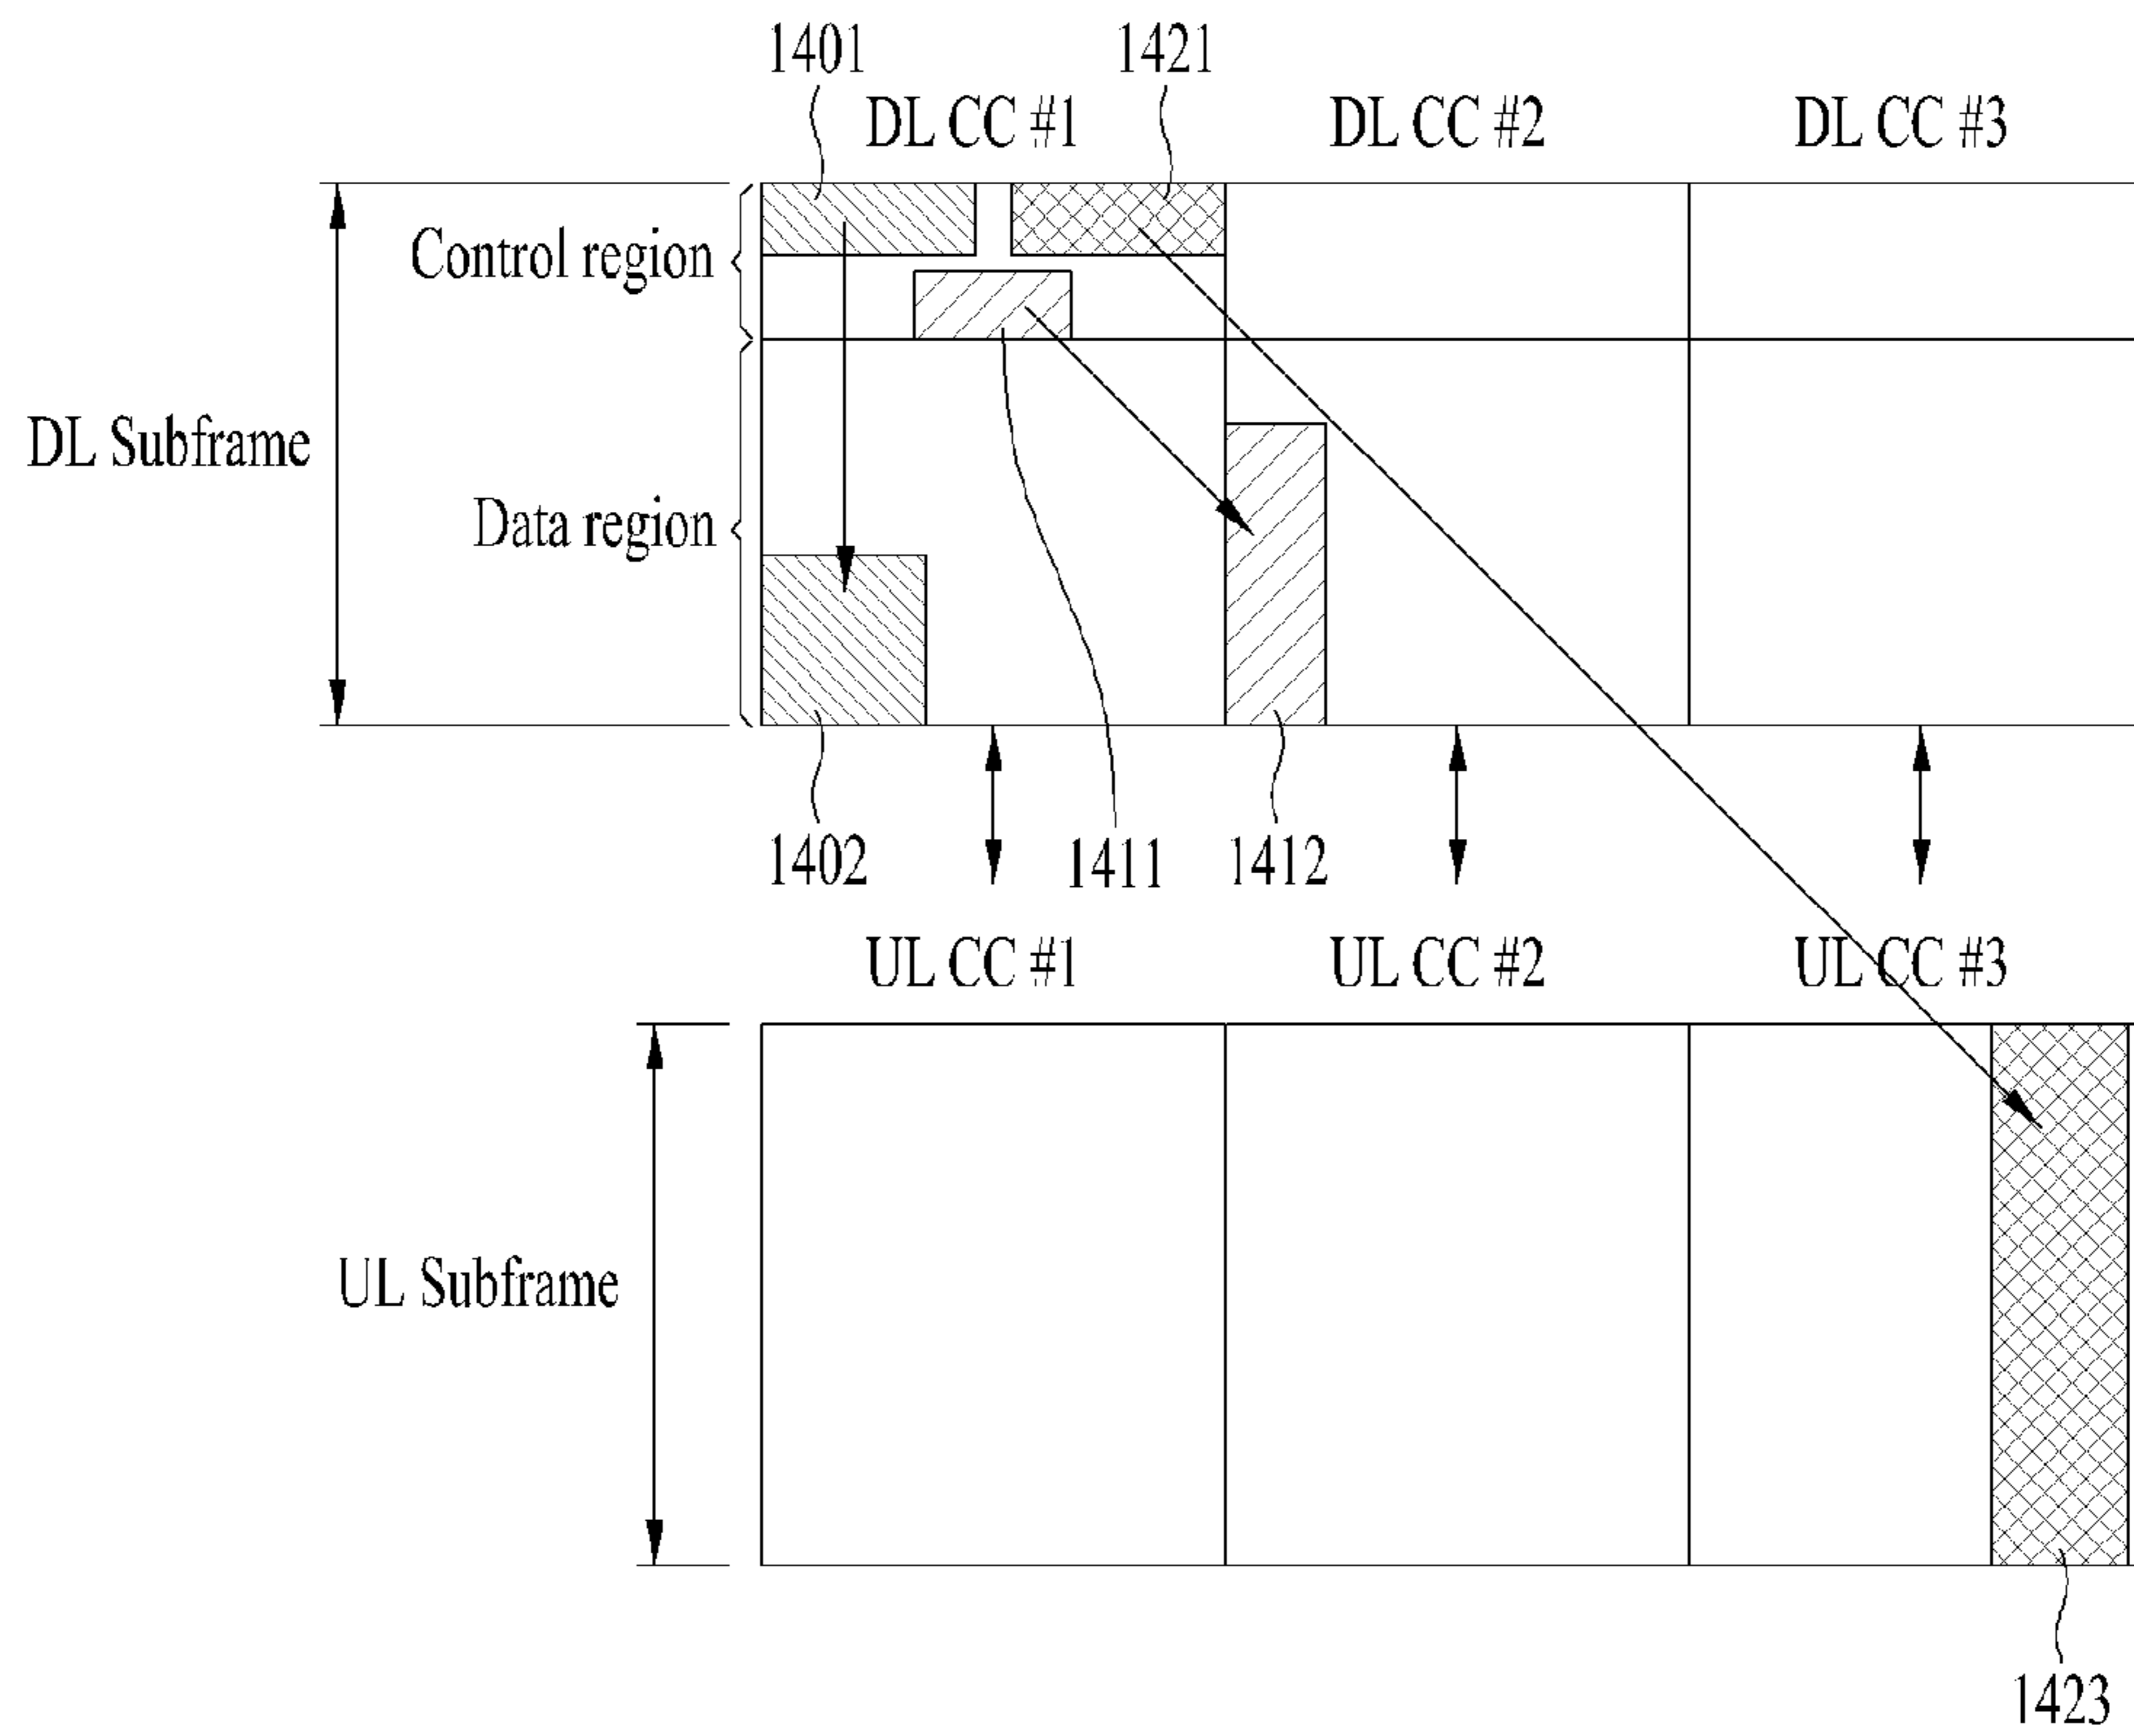 1401
1421
DL CC #1
DL CC #2
DL CC #3
Control region
DL Subframe
Data region
1402
1411
1412
UL CC #1
UL CC #2
UL CC #3
UL Subframe
1423